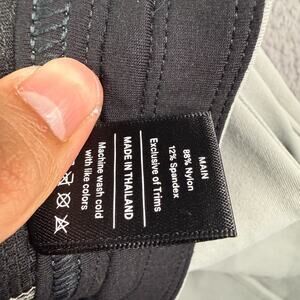 MAIN
88% Nylon
12% Spandex
Exclusive of Trims
MADE IN THAILAND
Machine wash cold
with like colors